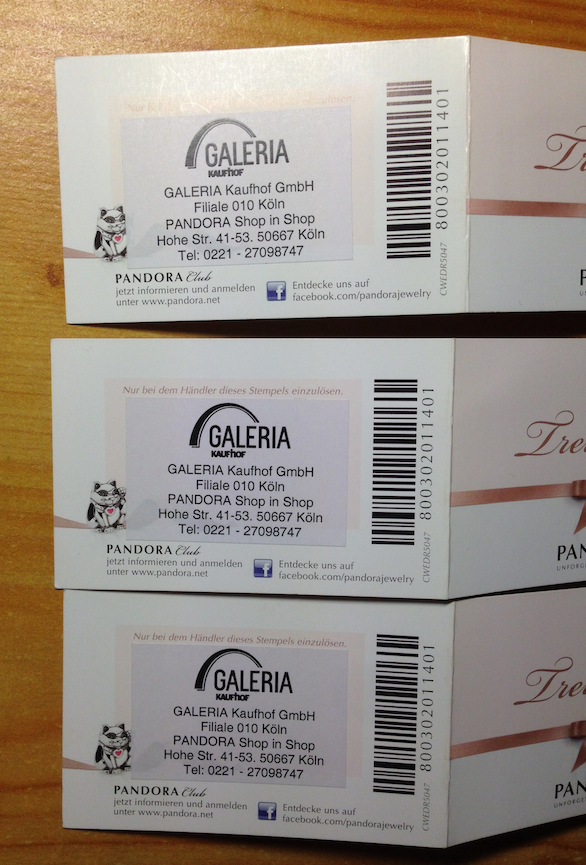 Nur bei dem Händler dieses Stempels einzulösen.
GALERIA
KAUFHOF
GALERIA Kaufhof GmbH
Filiale 010 Köln
PANDORA Shop in Shop
Hohe Str. 41-53. 50667 Köln
Tel: 0221 - 27098747
PANDORA Club
jetzt informieren und anmelden
unter www.pandora.net
Entdecke uns auf
facebook.com/pandorajewelry
800302011401
CWEDR5047
Nur bei dem Händler dieses Stempels einzulösen.
GALERIA
KAUFHOF
GALERIA Kaufhof GmbH
Filiale 010 Köln
PANDORA Shop in Shop
Hohe Str. 41-53. 50667 Köln
Tel: 0221 - 27098747
PANDORA Club
jetzt informieren und anmelden
unter www.pandora.net
Entdecke uns auf
facebook.com/pandorajewelry
800302011401
CWEDR5047
Nur bei dem Händler dieses Stempels einzulösen.
GALERIA
KAUFHOF
GALERIA Kaufhof GmbH
Filiale 010 Köln
PANDORA Shop in Shop
Hohe Str. 41-53. 50667 Köln
Tel: 0221 - 27098747
PANDORA Club
jetzt informieren und anmelden
unter www.pandora.net
Entdecke uns auf
facebook.com/pandorajewelry
800302011401
CWEDR5047